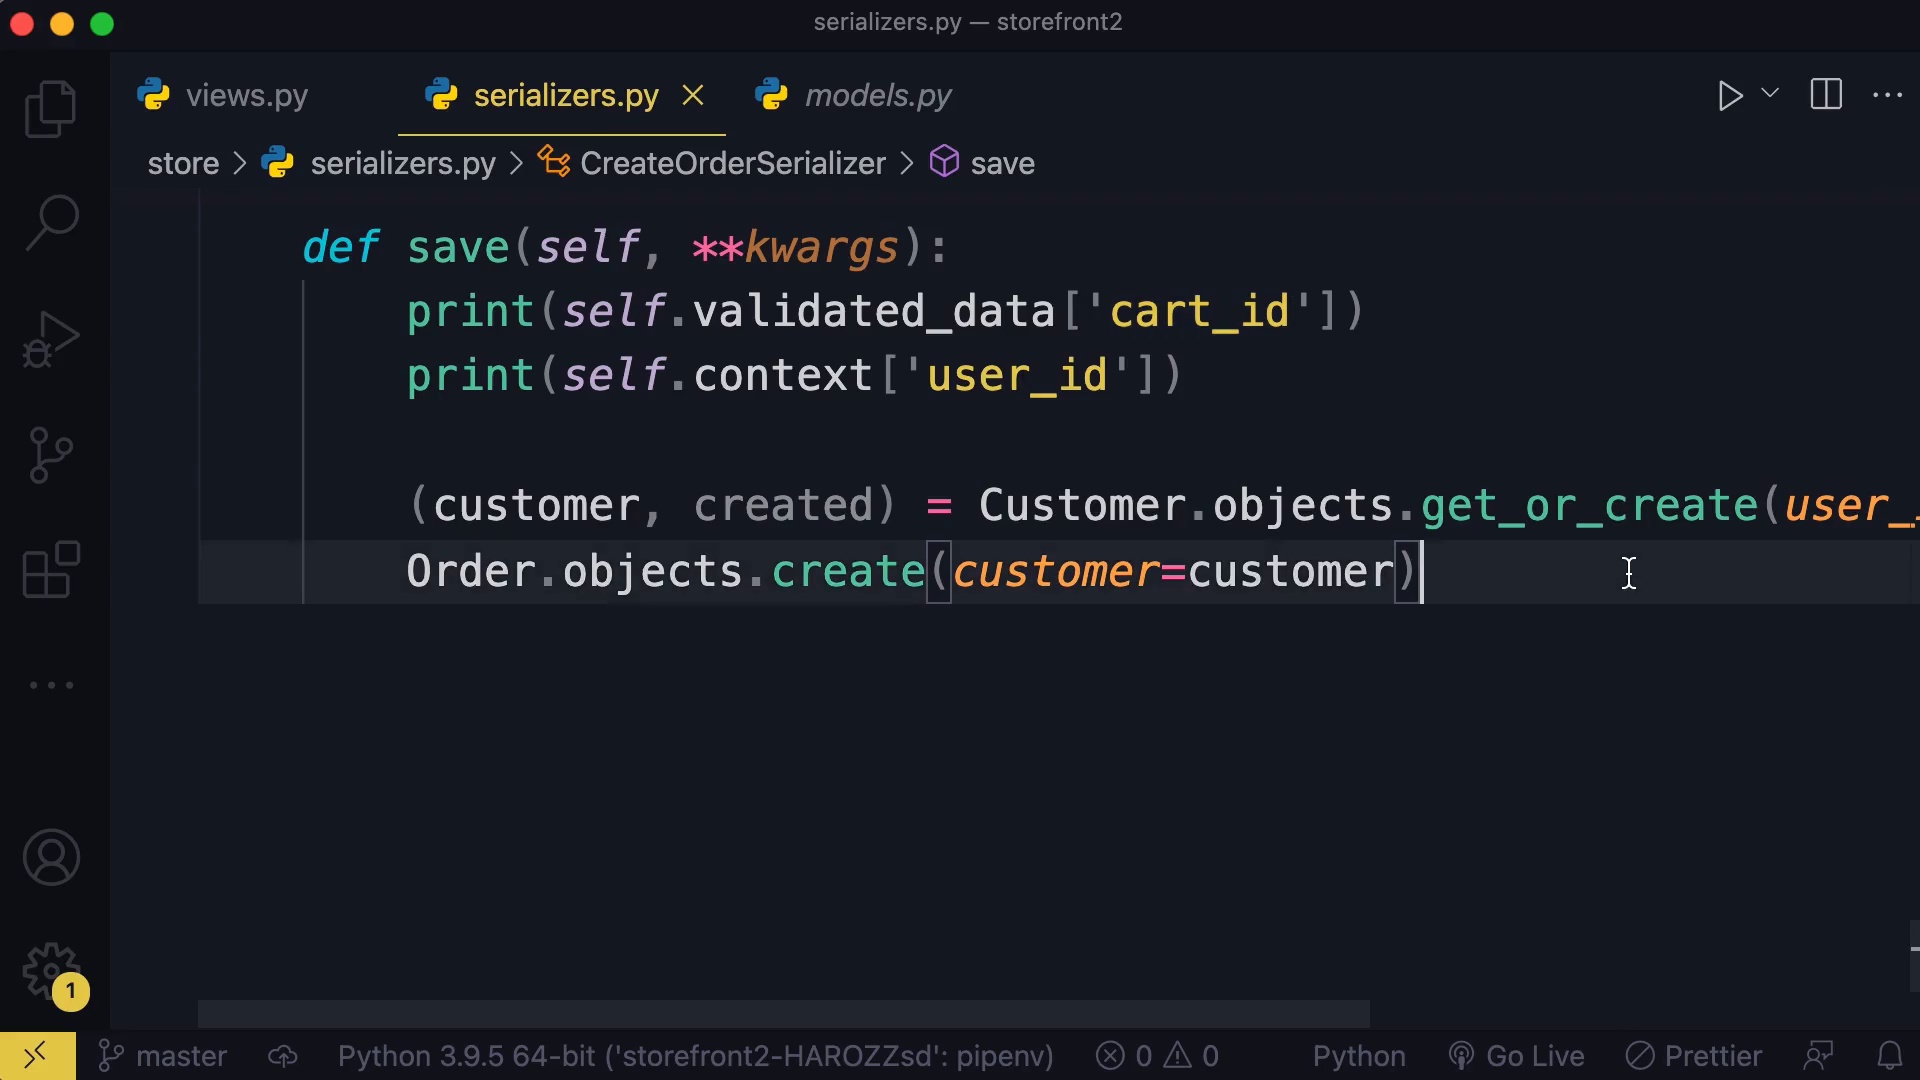 serializers.py — storefront2
views.py serializers.py models.py
store > serializers.py > CreateOrderSerializer > save
def save(self, **kwargs):
print(self.validated_data['cart_id'])
print(self.context['user_id'])
(customer, created) = Customer.objects.get_or_create(user_
Order.objects.create(customer=customer)
1
master Python 3.9.5 64-bit ('storefront2-HAROZZsd': pipenv) 0 0 Python Go Live Prettier